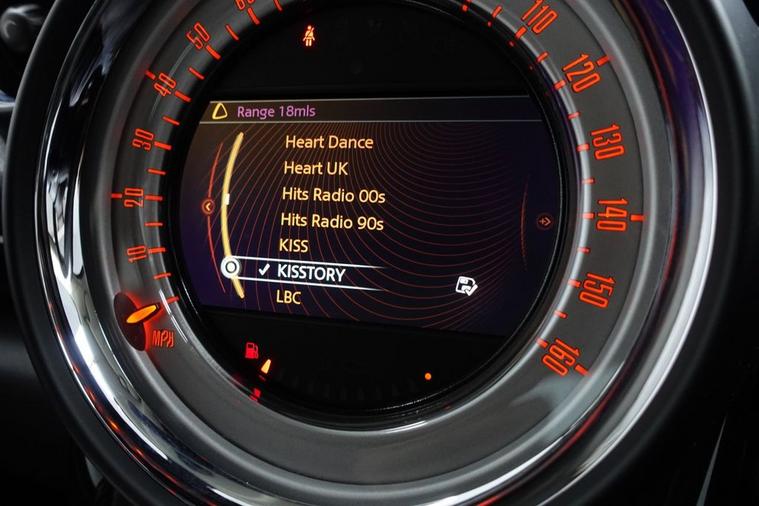 Range 18mls
Heart Dance
Heart UK
Hits Radio 00s
Hits Radio 90s
KISS
KISSTORY
LBC
10
20
30
40
50
110
120
130
140
150
160
MPH